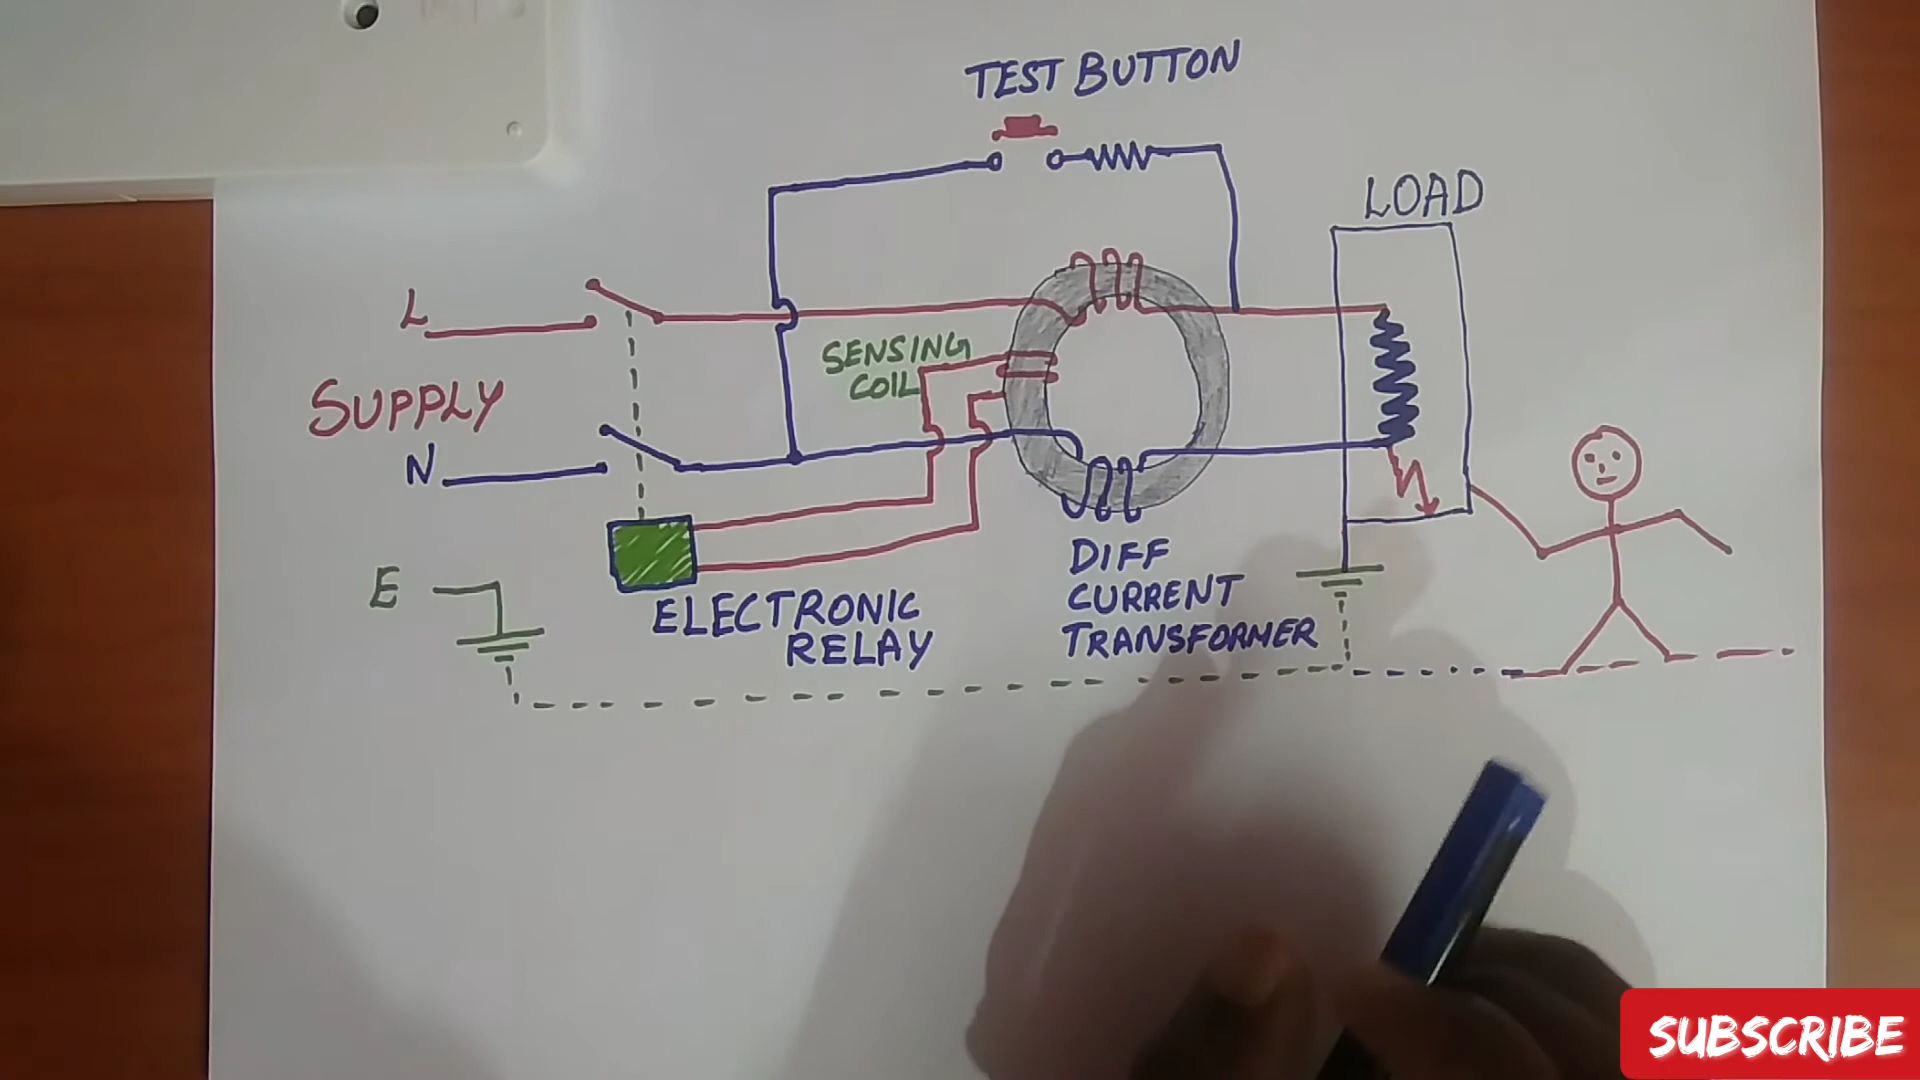 TEST BUTTON
LOAD
L
SENSING
COIL
SUPPLY
N
DIFF
CURRENT
TRANSFORMER
E
ELECTRONIC
RELAY
SUBSCRIBE